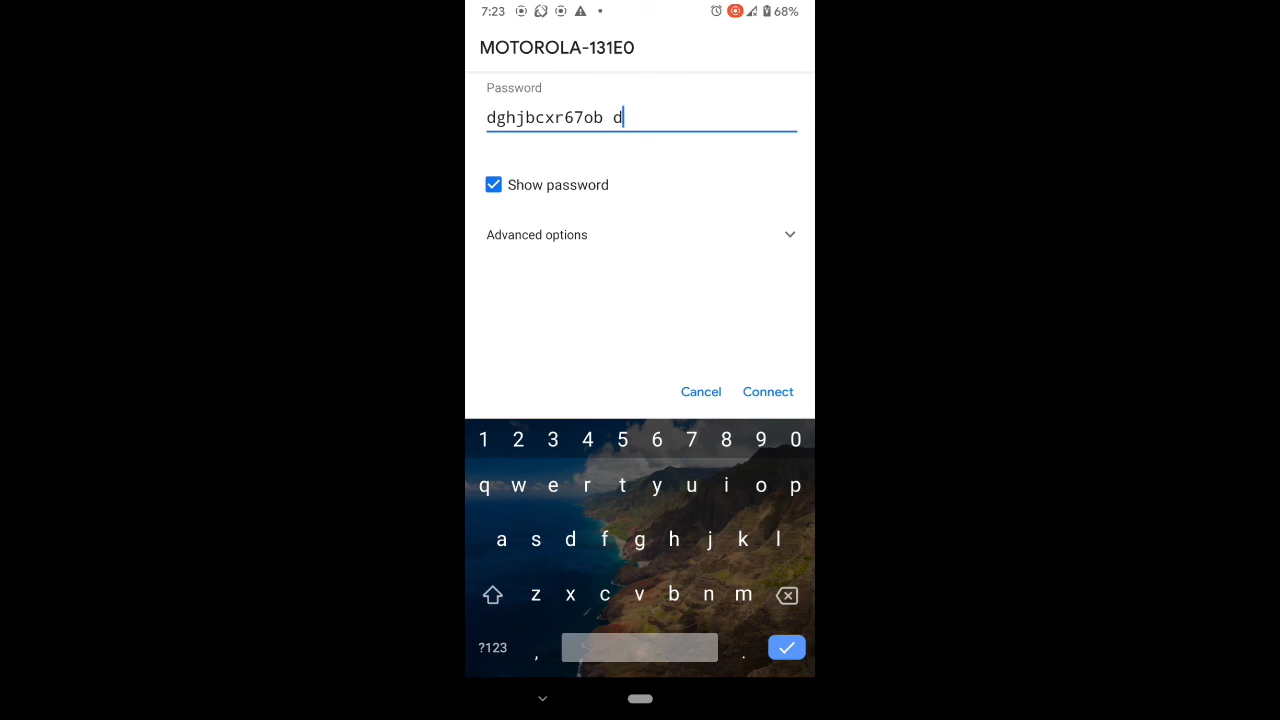 7:23 68%
MOTOROLA-131E0
Password
dghjbcxr67ob d
Show password
Advanced options
Cancel Connect
1 2 3 4 5 6 7 8 9 0
q w e r t y u i o p
a s d f g h j k l
z x c v b n m
?123 , .